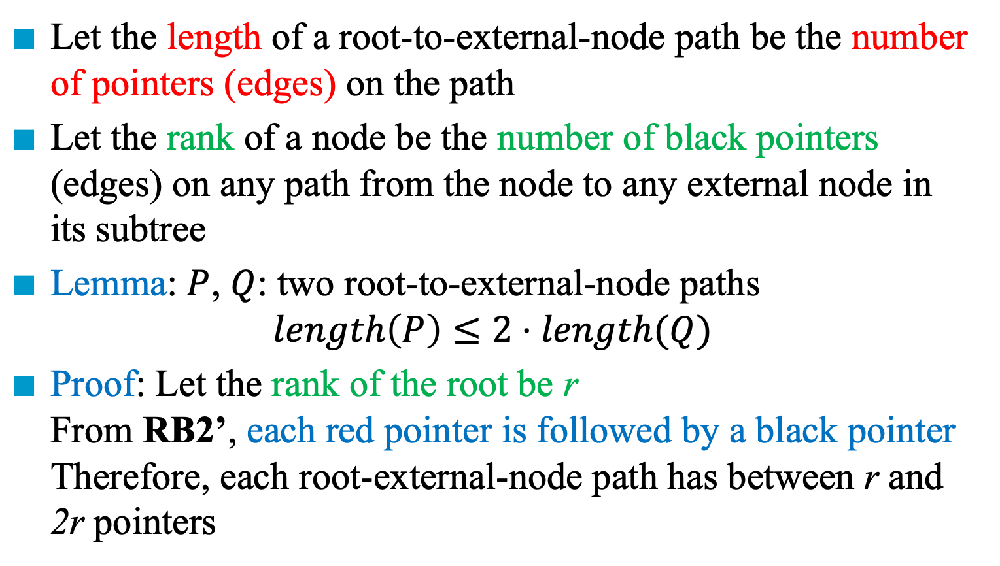 Let the length of a root-to-external-node path be the number
of pointers (edges) on the path
Let the rank of a node be the number of black pointers
(edges) on any path from the node to any external node in
its subtree
Lemma: P, Q: two root-to-external-node paths
length(P) ≤ 2 · length(Q)
Proof: Let the rank of the root be r
From RB2’, each red pointer is followed by a black pointer
Therefore, each root-external-node path has between r and
2r pointers